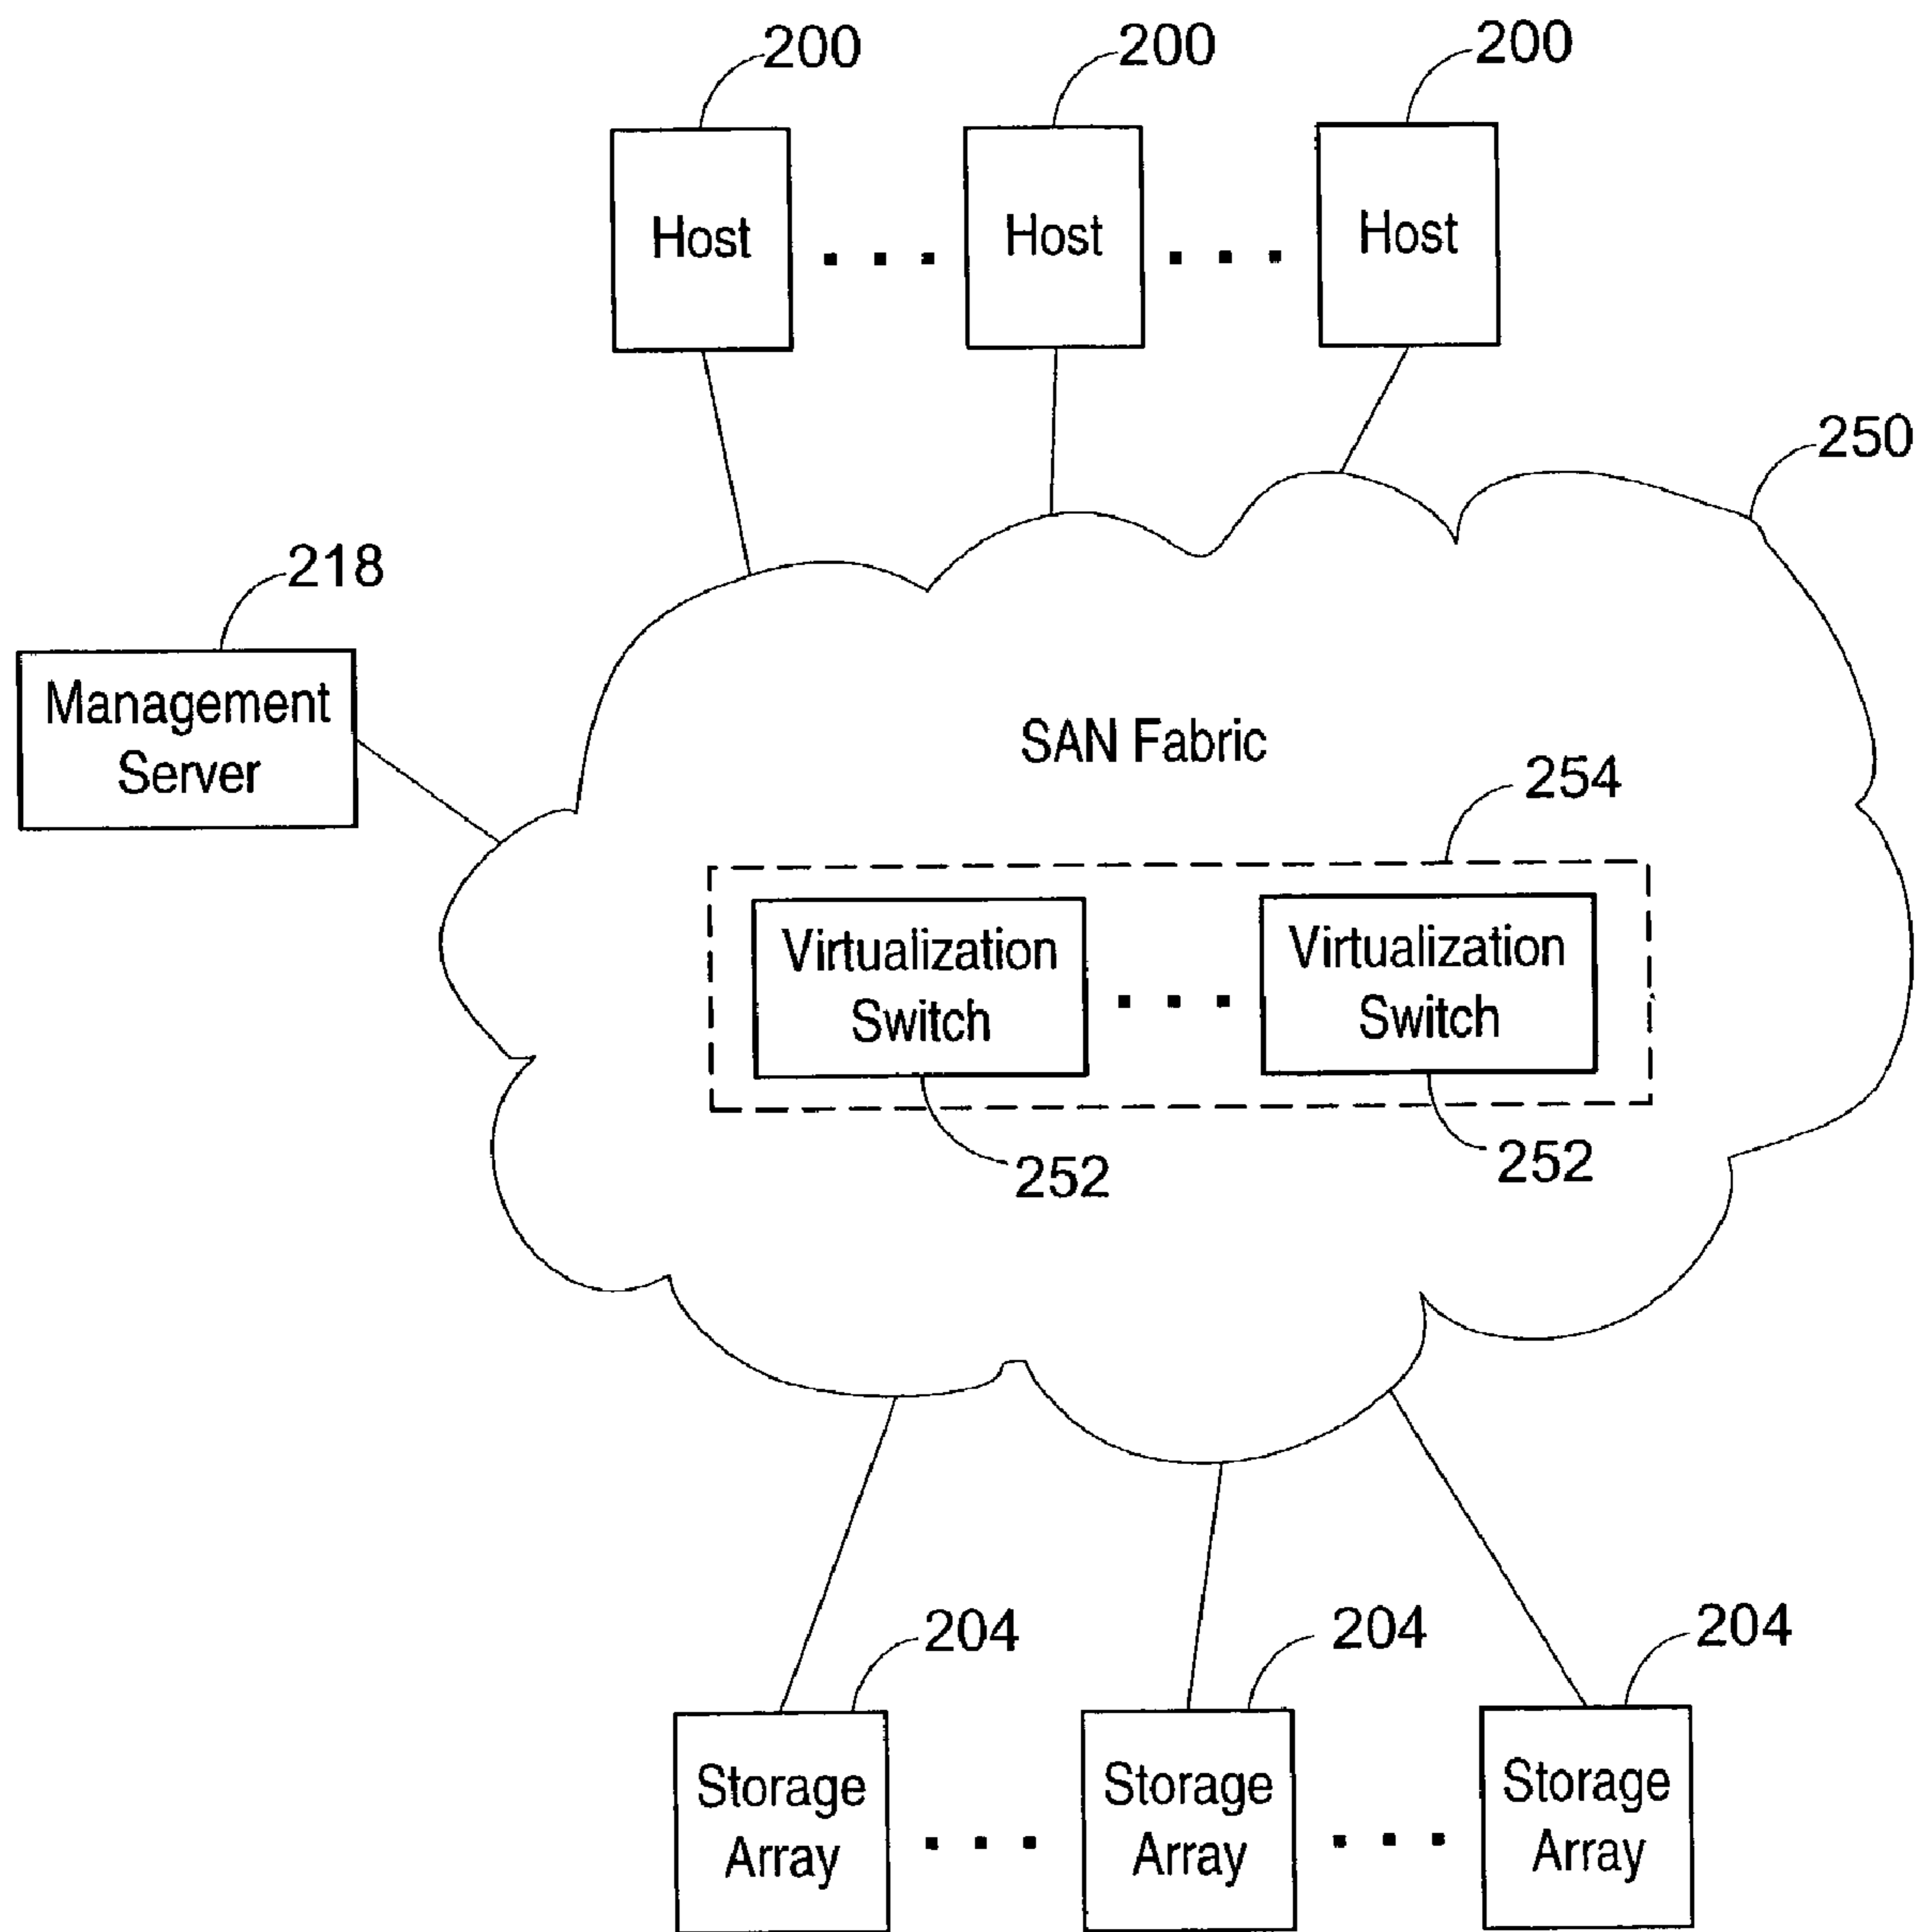 200
200
200
Host
Host
Host
250
218
Management
Server
SAN Fabric
254
Virtualization
Switch
Virtualization
Switch
252
252
204
204
204
Storage
Array
Storage
Array
Storage
Array